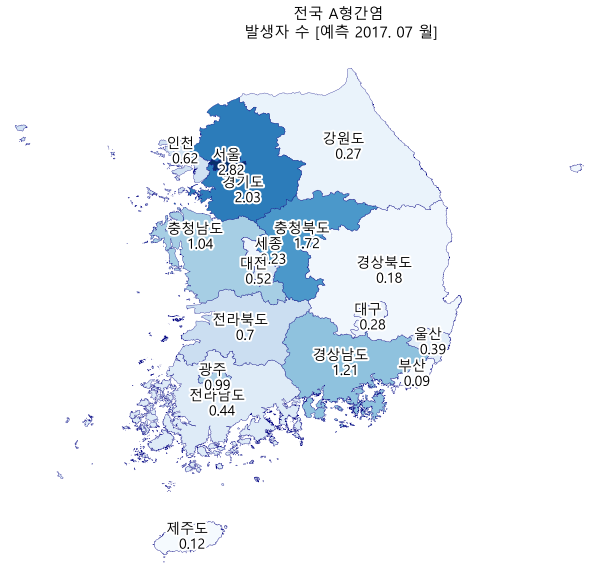 전국 A형간염
발생자 수 [예측 2017. 07 월]
강원도
0.27
인천
0.62
서울
2.82
경기도
2.03
충청남도
1.04
충청북도
1.72
세종
.23
대전
0.52
경상북도
0.18
대구
0.28
전라북도
0.7
울산
0.39
경상남도
1.21
부산
0.09
광주
0.99
전라남도
0.44
제주도
0.12